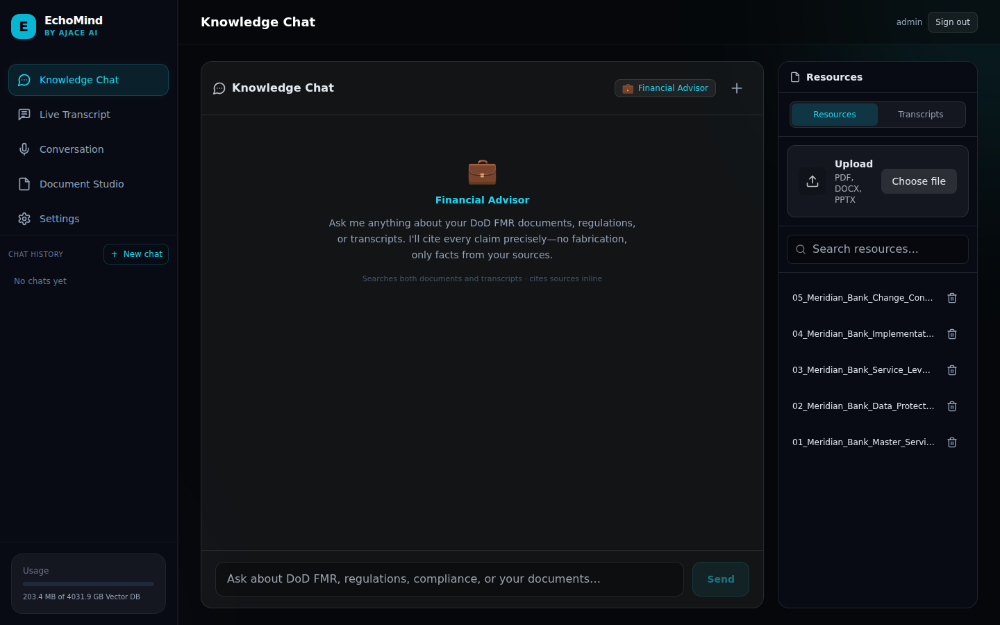 E
EchoMind
BY AJACE AI
Knowledge Chat
Live Transcript
Conversation
Document Studio
Settings
CHAT HISTORY
+ New chat
No chats yet
Usage
203.4 MB of 4031.9 GB Vector DB
Knowledge Chat
admin
Sign out
Knowledge Chat
Financial Advisor
Financial Advisor
Ask me anything about your DoD FMR documents, regulations,
or transcripts. I'll cite every claim precisely—no fabrication,
only facts from your sources.
Searches both documents and transcripts · cites sources inline
Ask about DoD FMR, regulations, compliance, or your documents...
Send
Resources
Resources
Transcripts
Upload
PDF,
DOCX,
PPTX
Choose file
Search resources...
05_Meridian_Bank_Change_Con...
04_Meridian_Bank_Implementat...
03_Meridian_Bank_Service_Lev...
02_Meridian_Bank_Data_Protect...
01_Meridian_Bank_Master_Servi...